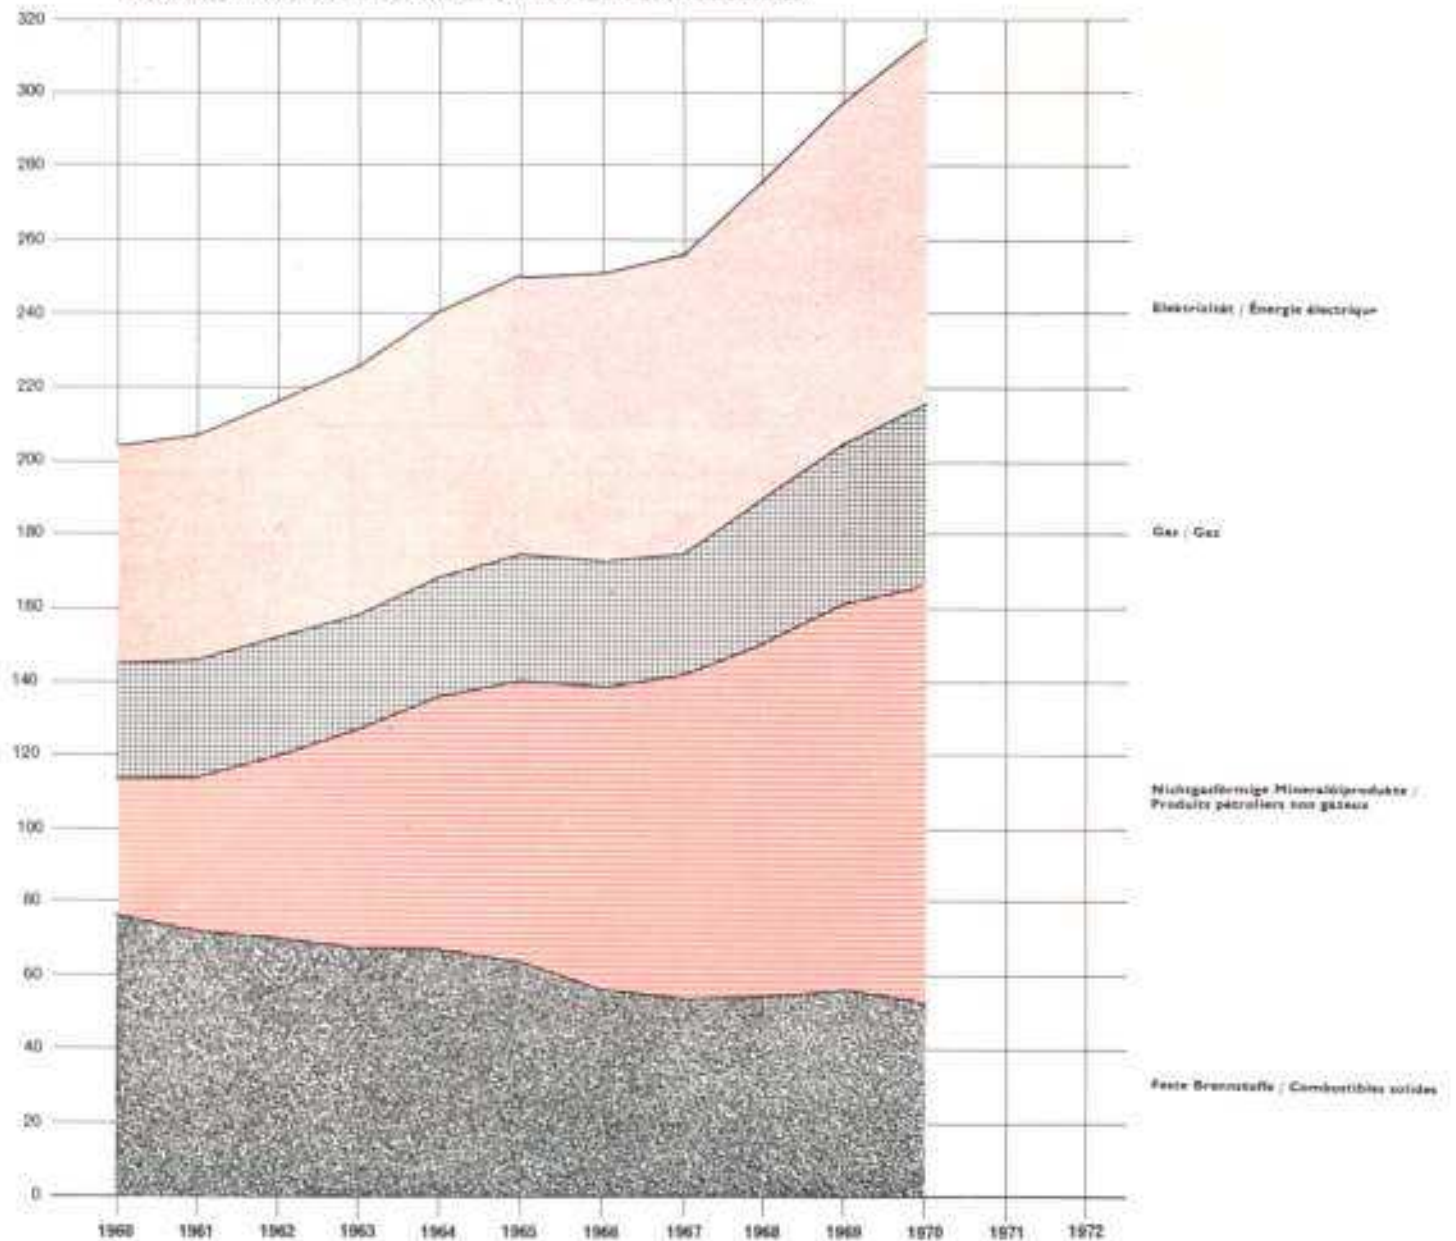 320
300
280
260
240
220
200
180
160
140
120
100
80
60
40
20
0
Elektrizität / Énergie électrique
Gas / Gaz
Nichtgasförmige Mineralölprodukte /
Produits pétroliers non gazeux
Feste Brennstoffe / Combustibles solides
1960 1961 1962 1963 1964 1965 1966 1967 1968 1969 1970 1971 1972